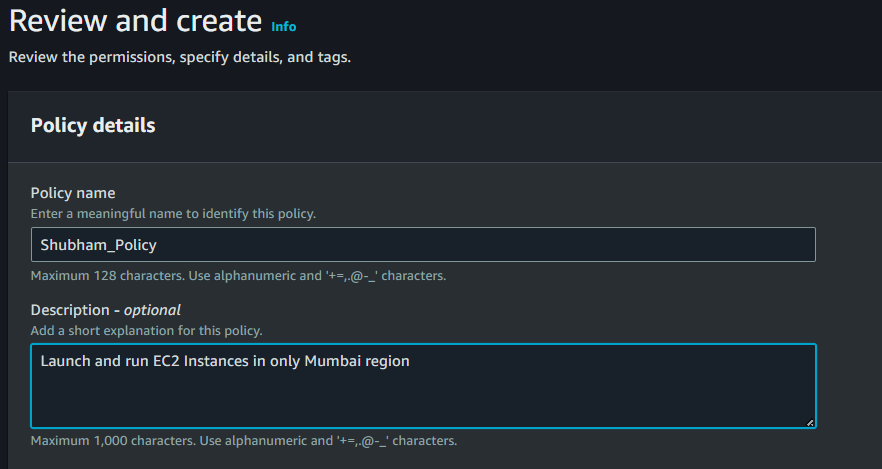 Review and create Info
Review the permissions, specify details, and tags.
Policy details
Policy name
Enter a meaningful name to identify this policy.
Shubham_Policy
Maximum 128 characters. Use alphanumeric and '+=,.@-_' characters.
Description - optional
Add a short explanation for this policy.
Launch and run EC2 Instances in only Mumbai region
Maximum 1,000 characters. Use alphanumeric and '+=,.@-_' characters.